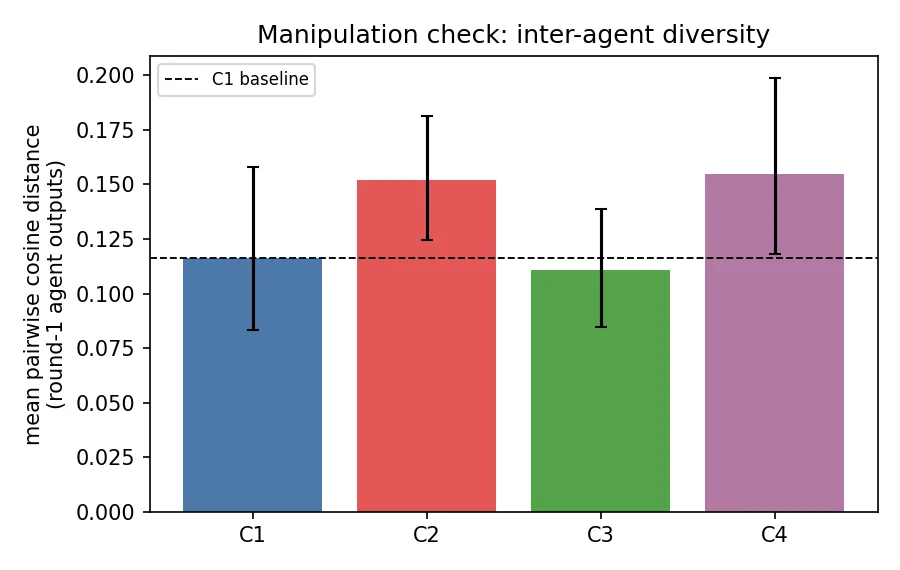 Manipulation check: inter-agent diversity
C1 baseline
mean pairwise cosine distance
(round-1 agent outputs)
0.200
0.175
0.150
0.125
0.100
0.075
0.050
0.025
0.000
C1
C2
C3
C4